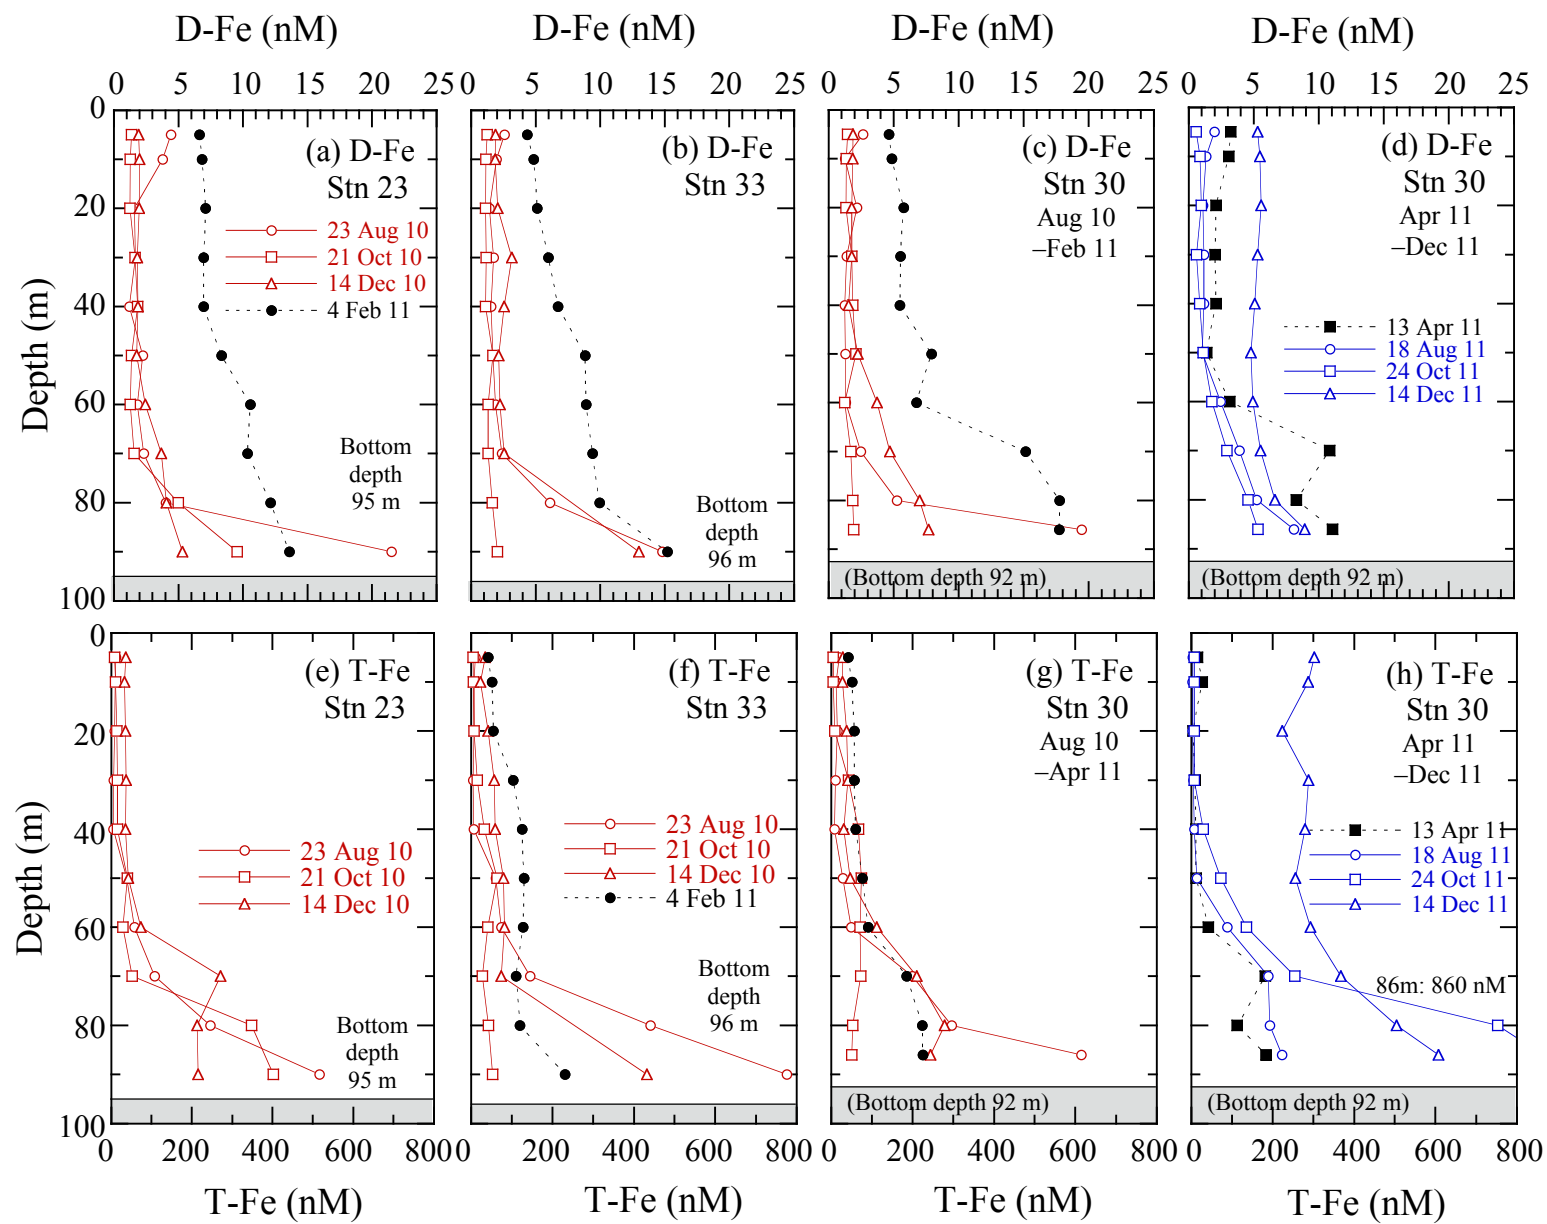 D-Fe (nM) D-Fe (nM) D-Fe (nM) D-Fe (nM)
0 5 10 15 20 25 0 5 10 15 20 25 0 5 10 15 20 25 0 5 10 15 20 25
Depth (m)
0
20
40
60
80
100
(a) D-Fe
Stn 23
23 Aug 10
21 Oct 10
14 Dec 10
4 Feb 11
Bottom
depth
95 m
(b) D-Fe
Stn 33
Bottom
depth
96 m
(c) D-Fe
Stn 30
Aug 10
–Feb 11
(Bottom depth 92 m)
(d) D-Fe
Stn 30
Apr 11
–Dec 11
13 Apr 11
18 Aug 11
24 Oct 11
14 Dec 11
(Bottom depth 92 m)
Depth (m)
0
20
40
60
80
100
(e) T-Fe
Stn 23
23 Aug 10
21 Oct 10
14 Dec 10
Bottom
depth
95 m
(f) T-Fe
Stn 33
23 Aug 10
21 Oct 10
14 Dec 10
4 Feb 11
Bottom
depth
96 m
(g) T-Fe
Stn 30
Aug 10
–Apr 11
(Bottom depth 92 m)
(h) T-Fe
Stn 30
Apr 11
–Dec 11
13 Apr 11
18 Aug 11
24 Oct 11
14 Dec 11
86m: 860 nM
(Bottom depth 92 m)
0 200 400 600 800 0 200 400 600 800 0 200 400 600 800 0 200 400 600 800
T-Fe (nM) T-Fe (nM) T-Fe (nM) T-Fe (nM)